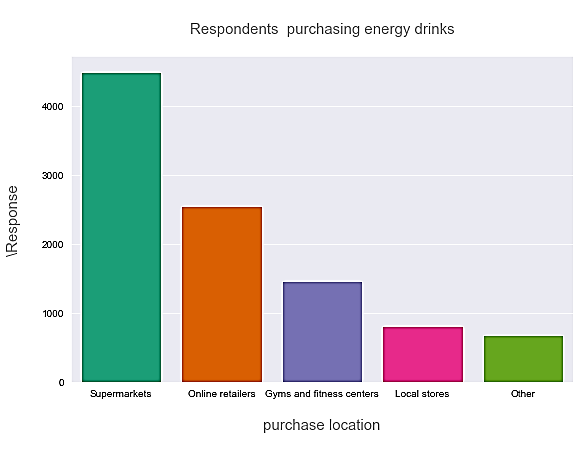 Respondents  purchasing energy drinks
\Response
4000
3000
2000
1000
0
Supermarkets
Online retailers
Gyms and fitness centers
Local stores
Other
purchase location